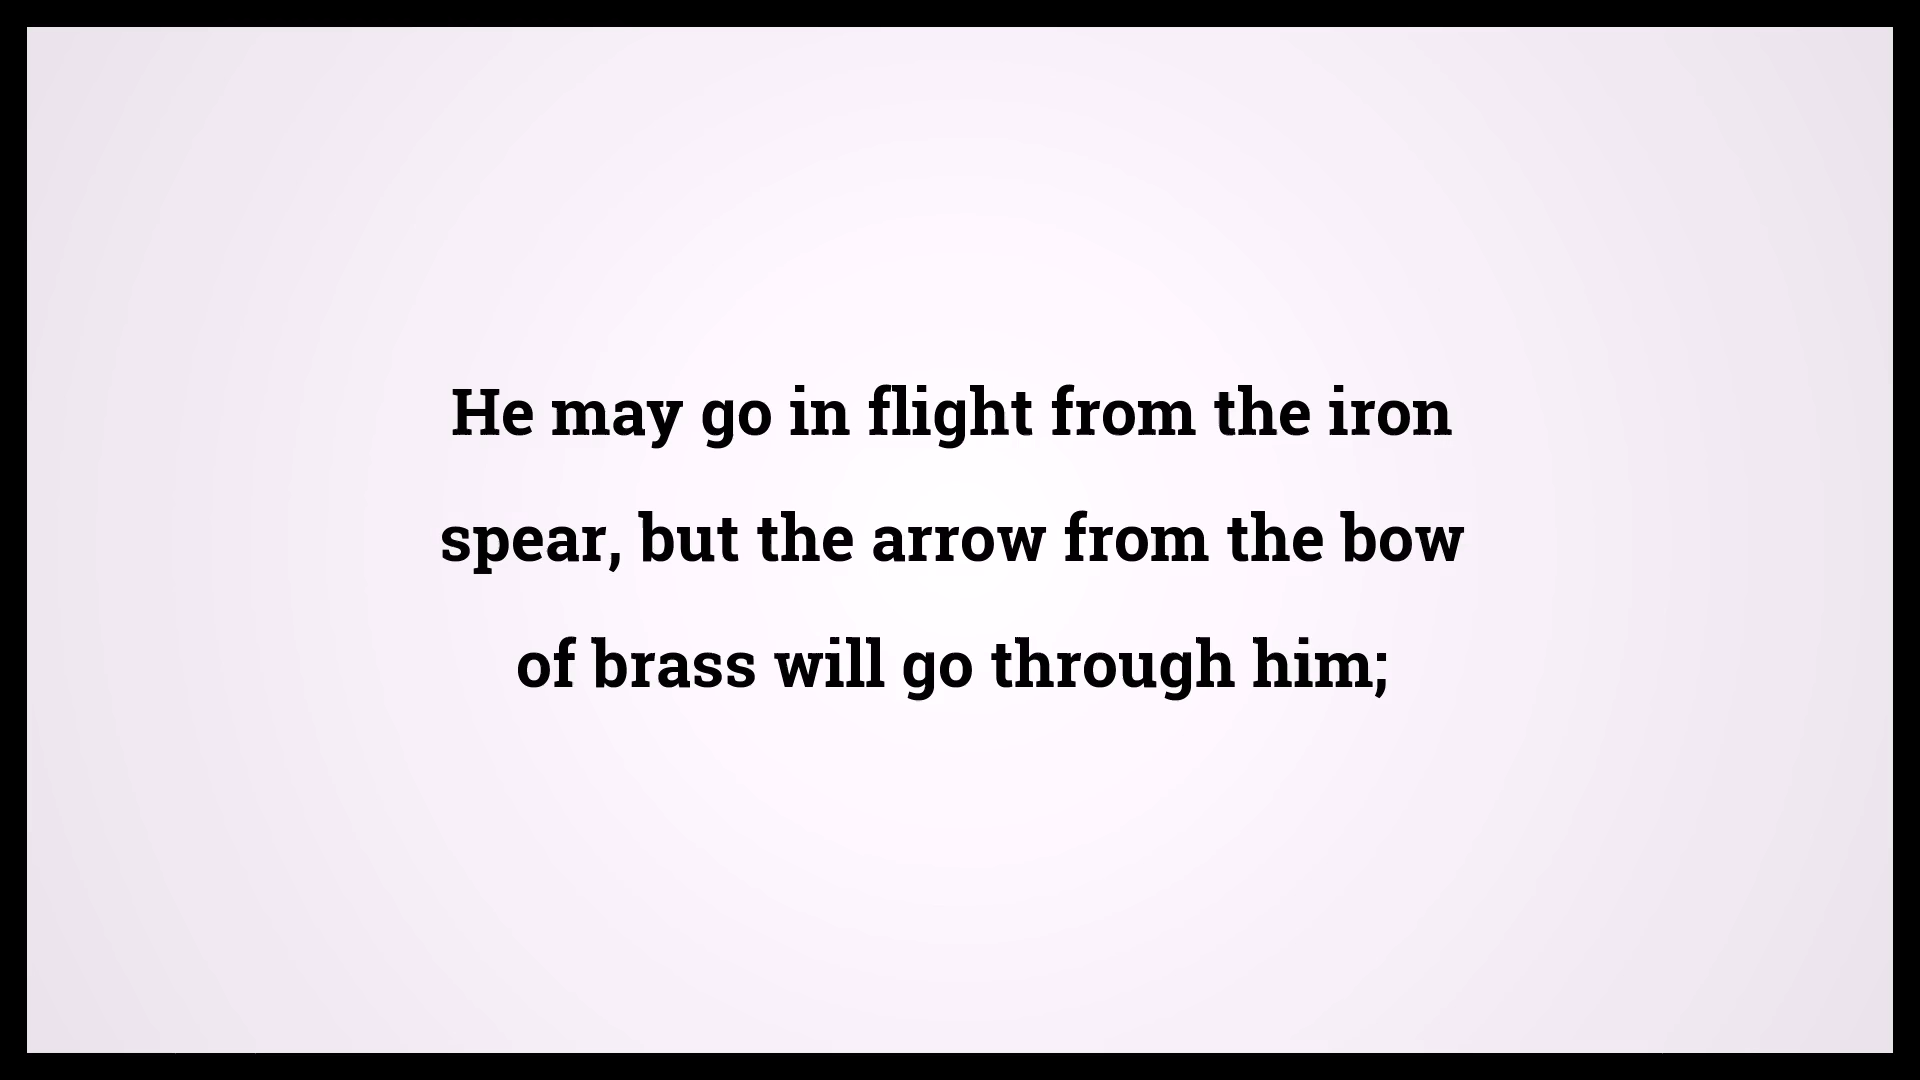 He may go in flight from the iron
spear, but the arrow from the bow
of brass will go through him;